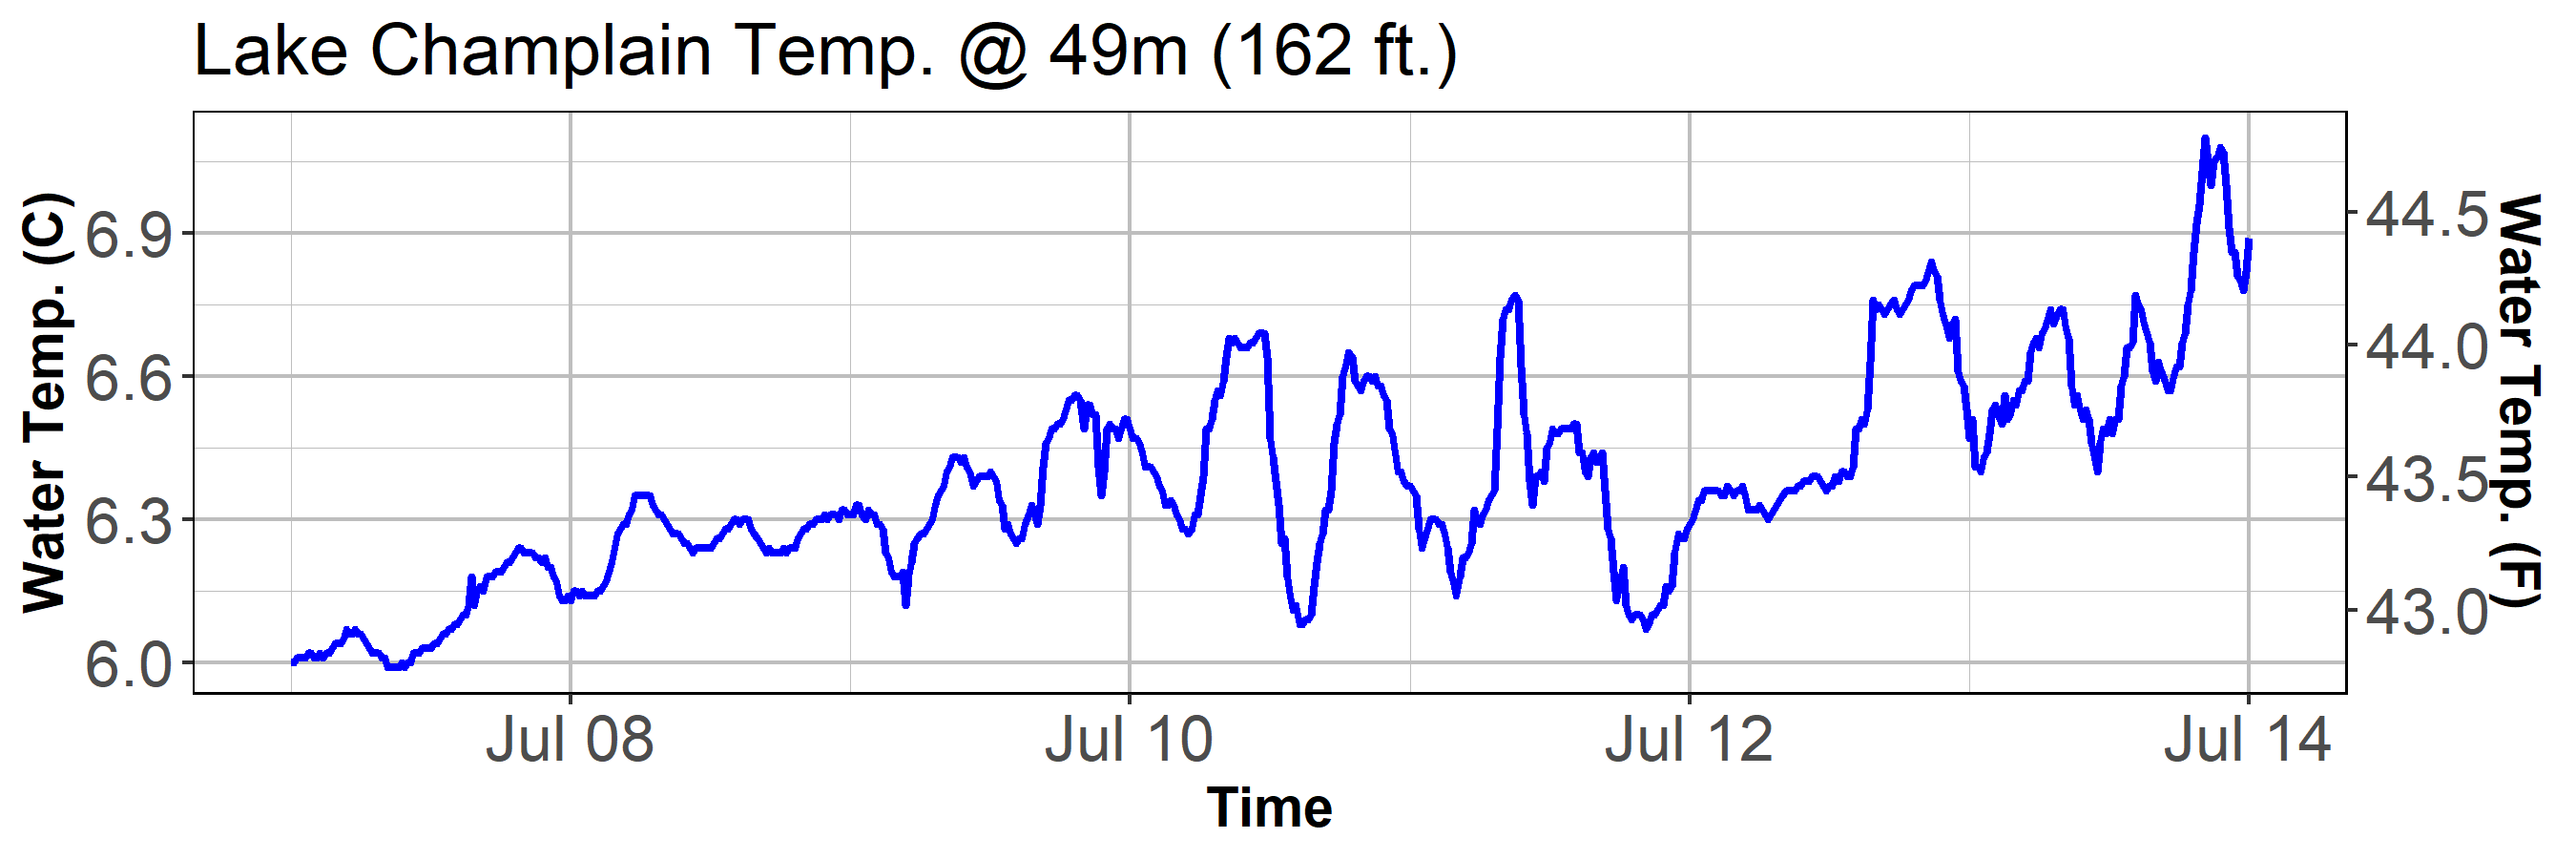 Lake Champlain Temp. @ 49m (162 ft.)
Water Temp. (C)
6.9
6.6
6.3
6.0
44.5
44.0
43.5
43.0
Water Temp. (F)
Jul 08 Jul 10 Jul 12 Jul 14
Time